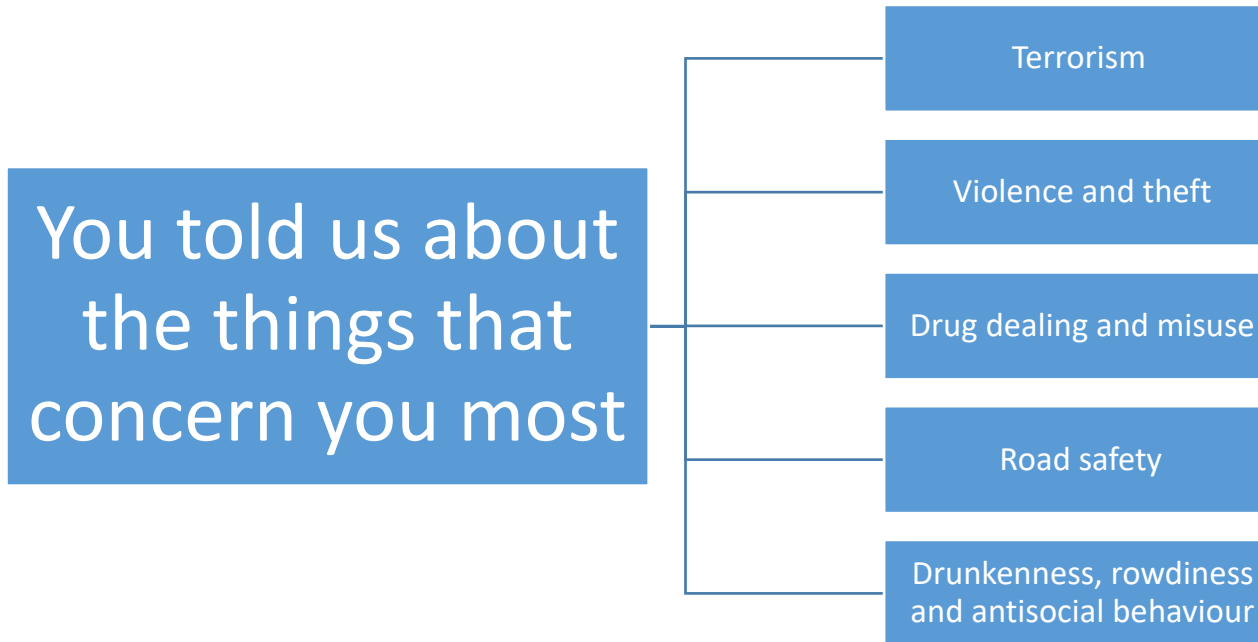 You told us about
the things that
concern you most
Terrorism
Violence and theft
Drug dealing and misuse
Road safety
Drunkenness, rowdiness
and antisocial behaviour